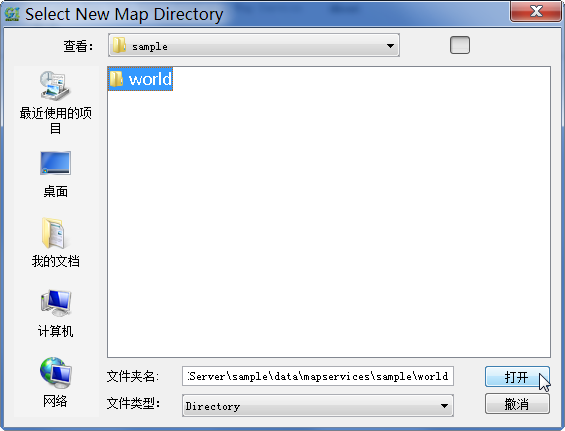 Select New Map Directory
查看:
sample
world
最近使用的项
目
桌面
我的文档
计算机
网络
文件夹名:
:Server\sample\data\mapservices\sample\world
打开
文件类型:
Directory
撤消